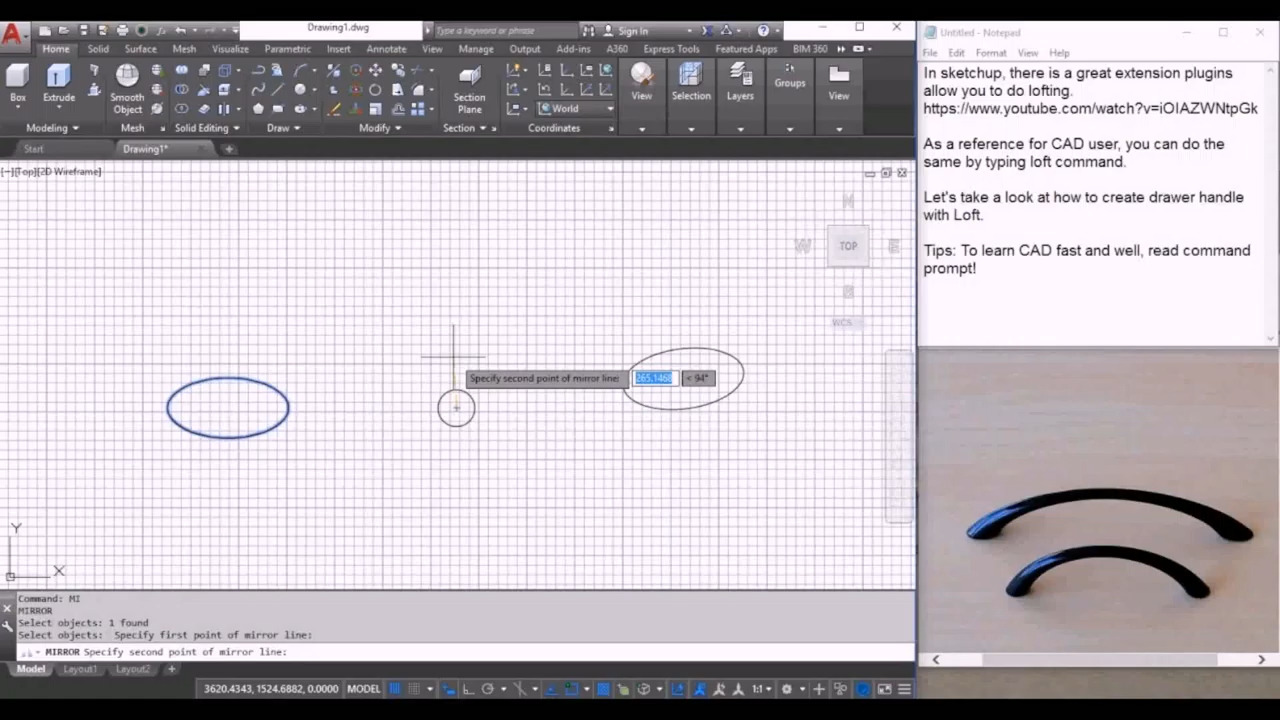 Drawing1.dwg
Type a keyword or phrase
Sign In
Home
Solid
Surface
Mesh
Visualize
Parametric
Insert
Annotate
View
Manage
Output
Add-ins
A360
Express Tools
Featured Apps
BIM 360
Box
Extrude
Smooth
Object
Section
Plane
World
View
Selection
Layers
Groups
View
Modeling
Mesh
Solid Editing
Draw
Modify
Section
Coordinates
Start
Drawing1*
[−][Top][2D Wireframe]
N
W
TOP
E
S
WCS
Specify second point of mirror line:
265.1468
< 94°
Y
X
Command: MI
MIRROR
Select objects: 1 found
Select objects:  Specify first point of mirror line:
MIRROR Specify second point of mirror line:
Model
Layout1
Layout2
3620.4343, 1524.6882, 0.0000
MODEL
1:1
Untitled - Notepad
File
Edit
Format
View
Help
In sketchup, there is a great extension plugins
allow you to do lofting.
https://www.youtube.com/watch?v=iOIAZWNtpGk
As a reference for CAD user, you can do the
same by typing loft command.
Let's take a look at how to create drawer handle
with Loft.
Tips: To learn CAD fast and well, read command
prompt!